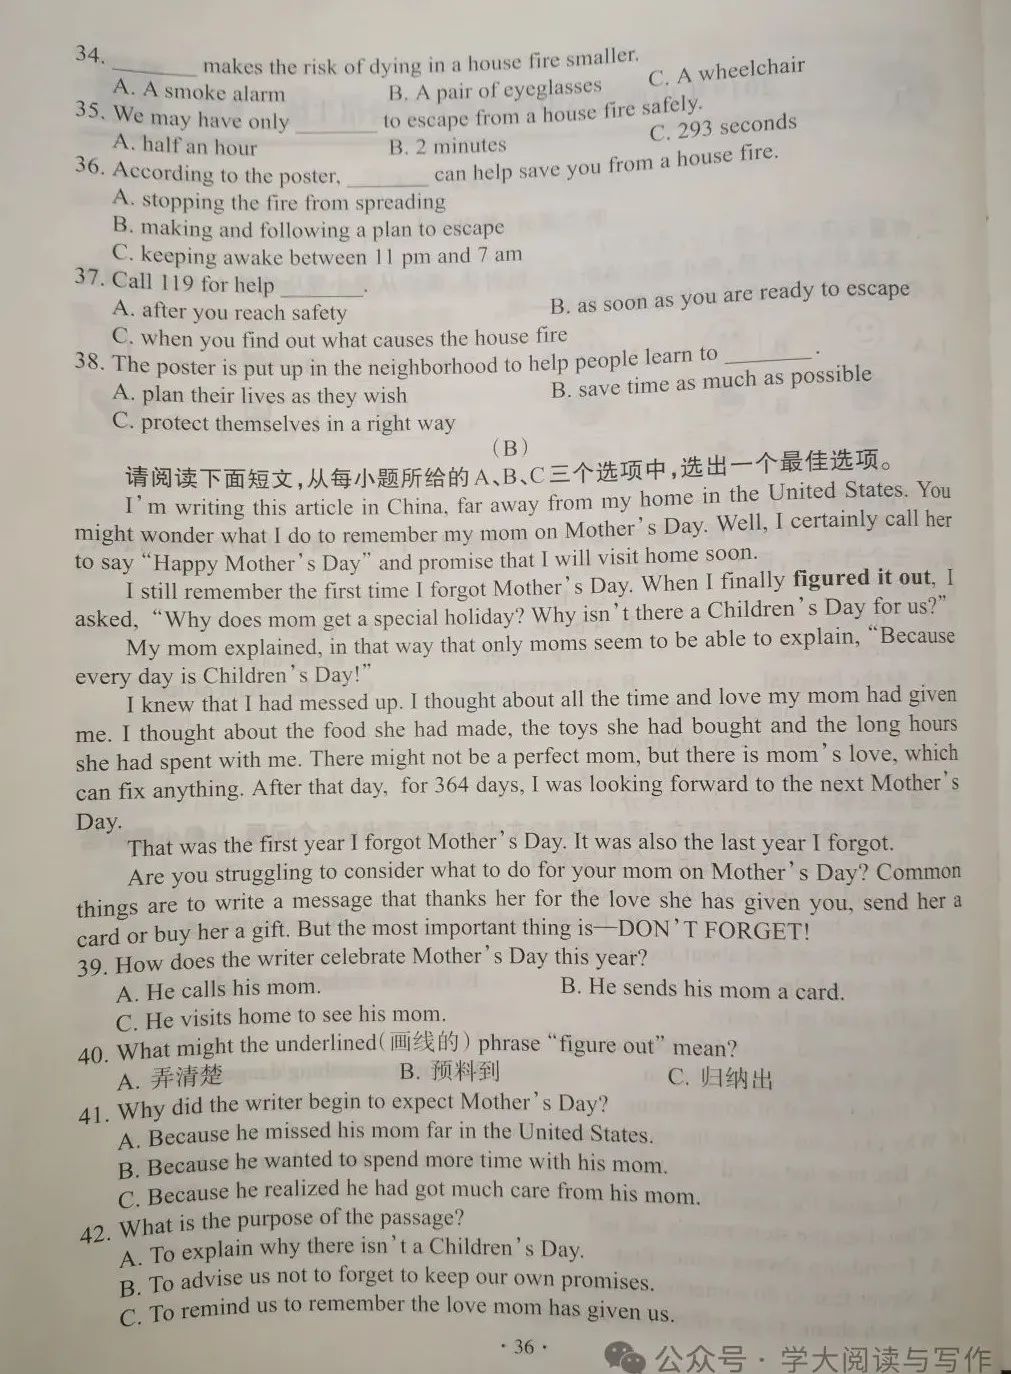 34. ________ makes the risk of dying in a house fire smaller.
A. A smoke alarm B. A pair of eyeglasses C. A wheelchair
35. We may have only ________ to escape from a house fire safely.
A. half an hour B. 2 minutes C. 293 seconds
36. According to the poster, ________ can help save you from a house fire.
A. stopping the fire from spreading
B. making and following a plan to escape
C. keeping awake between 11 pm and 7 am
37. Call 119 for help ________.
A. after you reach safety B. as soon as you are ready to escape
C. when you find out what causes the house fire
38. The poster is put up in the neighborhood to help people learn to ________.
A. plan their lives as they wish B. save time as much as possible
C. protect themselves in a right way
(B)
请阅读下面短文,从每小题所给的A、B、C三个选项中,选出一个最佳选项。
I'm writing this article in China, far away from my home in the United States. You
might wonder what I do to remember my mom on Mother's Day. Well, I certainly call her
to say “Happy Mother's Day” and promise that I will visit home soon.
I still remember the first time I forgot Mother's Day. When I finally figured it out, I
asked, “Why does mom get a special holiday? Why isn't there a Children's Day for us?”
My mom explained, in that way that only moms seem to be able to explain, “Because
every day is Children's Day!”
I knew that I had messed up. I thought about all the time and love my mom had given
me. I thought about the food she had made, the toys she had bought and the long hours
she had spent with me. There might not be a perfect mom, but there is mom's love, which
can fix anything. After that day, for 364 days, I was looking forward to the next Mother's
Day.
That was the first year I forgot Mother's Day. It was also the last year I forgot.
Are you struggling to consider what to do for your mom on Mother's Day? Common
things are to write a message that thanks her for the love she has given you, send her a
card or buy her a gift. But the most important thing is—DON'T FORGET!
39. How does the writer celebrate Mother's Day this year?
A. He calls his mom. B. He sends his mom a card.
C. He visits home to see his mom.
40. What might the underlined(画线的) phrase “figure out” mean?
A. 弄清楚 B. 预料到 C. 归纳出
41. Why did the writer begin to expect Mother's Day?
A. Because he missed his mom far in the United States.
B. Because he wanted to spend more time with his mom.
C. Because he realized he had got much care from his mom.
42. What is the purpose of the passage?
A. To explain why there isn't a Children's Day.
B. To advise us not to forget to keep our own promises.
C. To remind us to remember the love mom has given us.
· 36 ·
公众号 · 学大阅读与写作